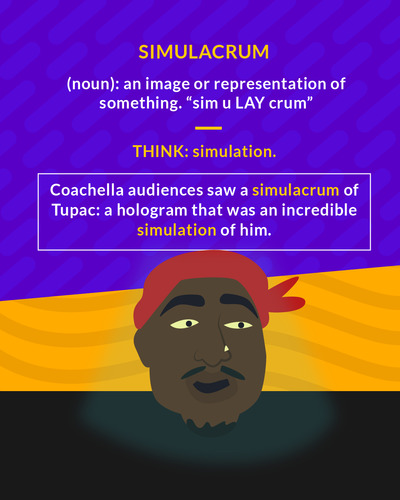 SIMULACRUM
(noun): an image or representation of
something. “sim u LAY crum”
THINK: simulation.
Coachella audiences saw a simulacrum of
Tupac: a hologram that was an incredible
simulation of him.